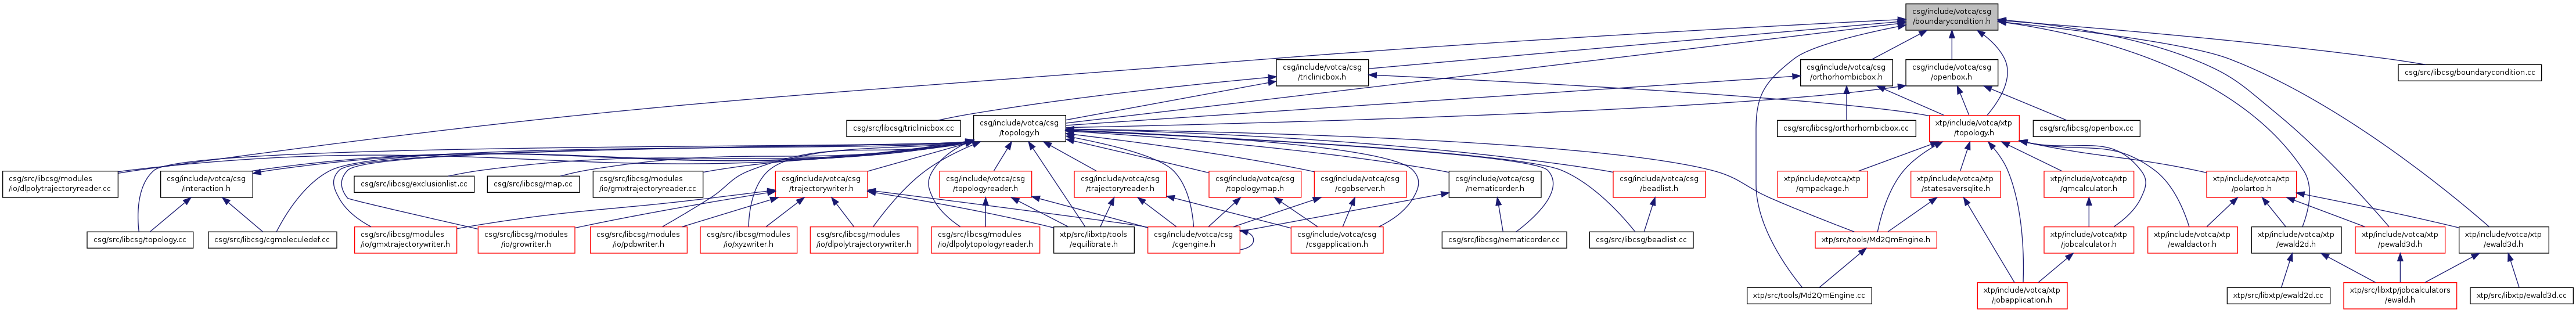 csg/include/votca/csg
/boundarycondition.h
csg/include/votca/csg
/triclinicbox.h
csg/include/votca/csg
/orthorhombicbox.h
csg/include/votca/csg
/openbox.h
csg/src/libcsg/boundarycondition.cc
csg/src/libcsg/triclinicbox.cc
csg/include/votca/csg
/topology.h
csg/src/libcsg/orthorhombicbox.cc
xtp/include/votca/xtp
/topology.h
csg/src/libcsg/openbox.cc
csg/src/libcsg/modules
/io/dlpolytrajectoryreader.cc
csg/include/votca/csg
/interaction.h
csg/src/libcsg/exclusionlist.cc
csg/src/libcsg/map.cc
csg/src/libcsg/modules
/io/gmxtrajectoryreader.cc
csg/include/votca/csg
/trajectorywriter.h
csg/include/votca/csg
/topologyreader.h
csg/include/votca/csg
/trajectoryreader.h
csg/include/votca/csg
/topologymap.h
csg/include/votca/csg
/cgobserver.h
csg/include/votca/csg
/nematicorder.h
csg/include/votca/csg
/beadlist.h
xtp/include/votca/xtp
/qmpackage.h
xtp/include/votca/xtp
/statesaversqlite.h
xtp/include/votca/xtp
/qmcalculator.h
xtp/include/votca/xtp
/polartop.h
csg/src/libcsg/topology.cc
csg/src/libcsg/cgmoleculedef.cc
csg/src/libcsg/modules
/io/gmxtrajectorywriter.h
csg/src/libcsg/modules
/io/growriter.h
csg/src/libcsg/modules
/io/pdbwriter.h
csg/src/libcsg/modules
/io/xyzwriter.h
csg/src/libcsg/modules
/io/dlpolytrajectorywriter.h
csg/src/libcsg/modules
/io/dlpolytopologyreader.h
xtp/src/libxtp/tools
/equilibrate.h
csg/include/votca/csg
/cgengine.h
csg/include/votca/csg
/csgapplication.h
csg/src/libcsg/nematicorder.cc
csg/src/libcsg/beadlist.cc
xtp/src/tools/Md2QmEngine.h
xtp/include/votca/xtp
/jobcalculator.h
xtp/include/votca/xtp
/ewaldactor.h
xtp/include/votca/xtp
/ewald2d.h
xtp/include/votca/xtp
/pewald3d.h
xtp/include/votca/xtp
/ewald3d.h
xtp/src/tools/Md2QmEngine.cc
xtp/include/votca/xtp
/jobapplication.h
xtp/src/libxtp/ewald2d.cc
xtp/src/libxtp/jobcalculators
/ewald.h
xtp/src/libxtp/ewald3d.cc